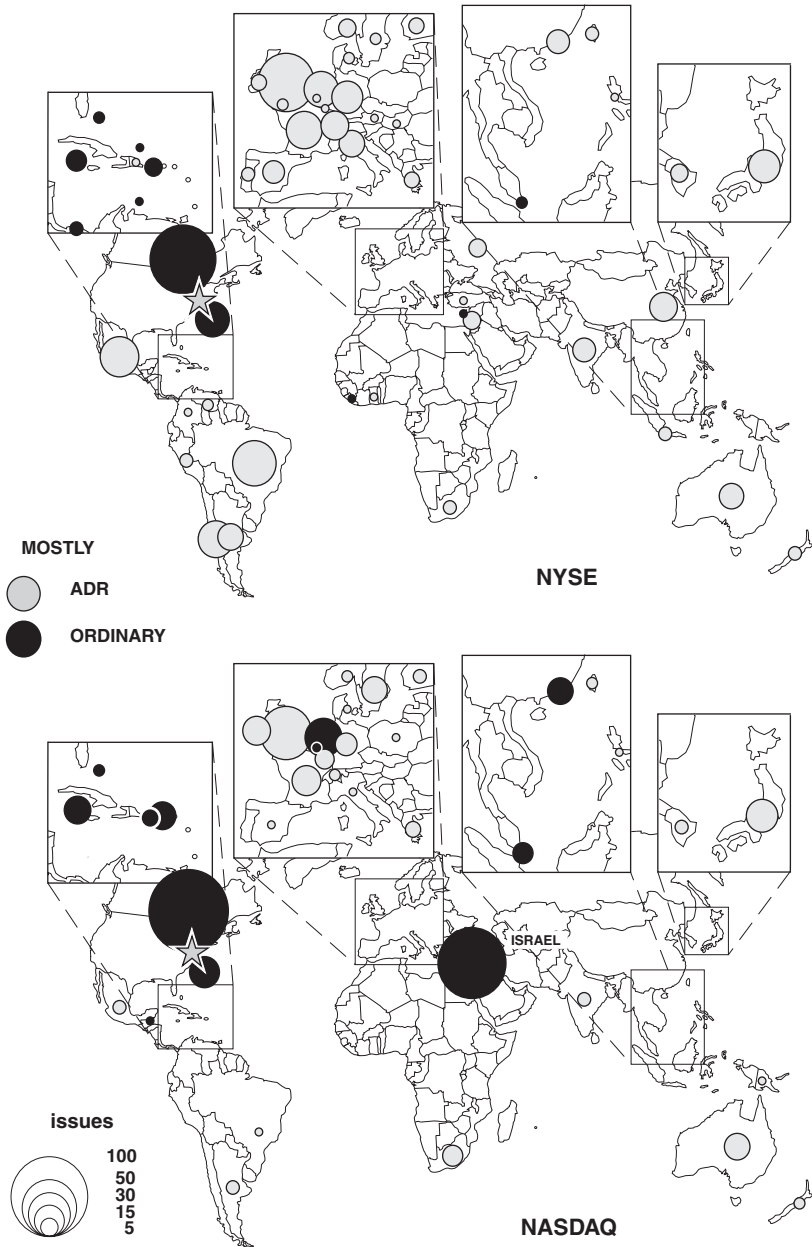 MOSTLY
ADR
ORDINARY
NYSE
ISRAEL
issues
100
50
30
15
5
NASDAQ